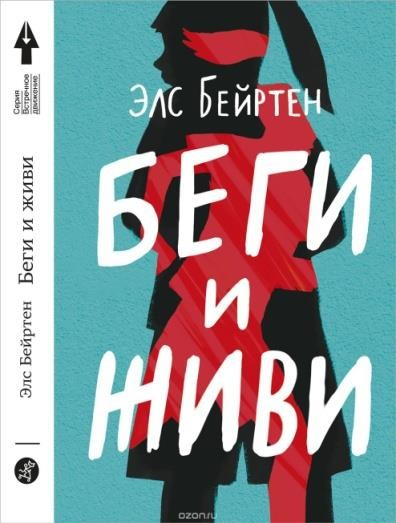 Серия
Встречное
движение
Элс Бейртен Беги и живи
ЭЛС БЕЙРТЕН
БЕГИ
И
ЖИВИ
ozon.ru